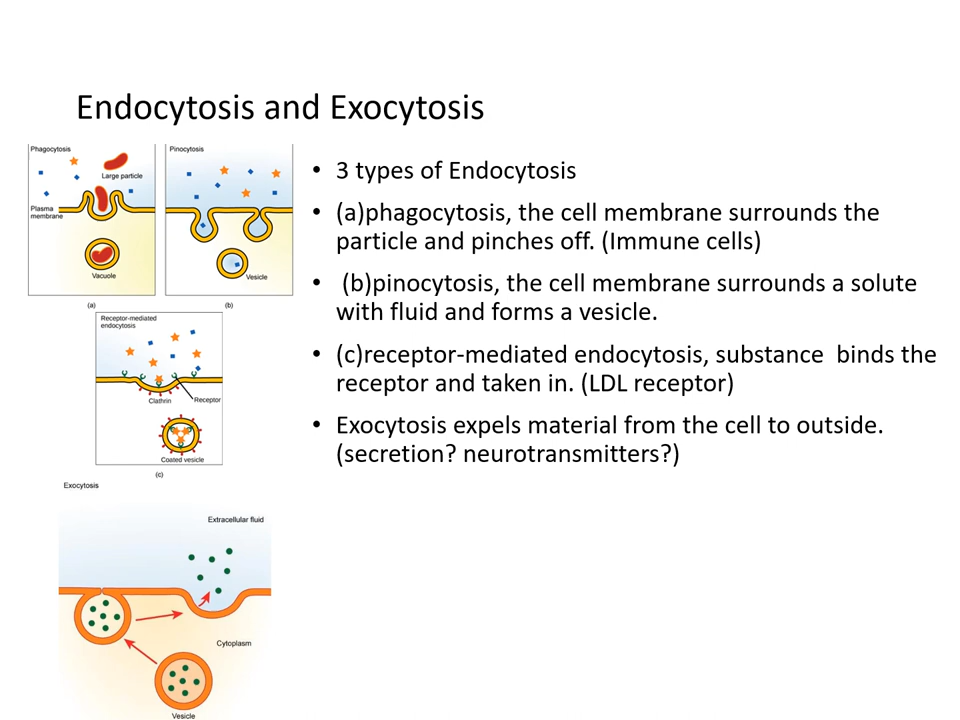 Endocytosis and Exocytosis
Phagocytosis
Large particle
Plasma
membrane
Vacuole
(a)
Pinocytosis
Vesicle
(b)
Receptor-mediated
endocytosis
Clathrin
Receptor
Coated vesicle
(c)
Exocytosis
Extracellular fluid
Cytoplasm
Vesicle
• 3 types of Endocytosis
• (a)phagocytosis, the cell membrane surrounds the
particle and pinches off. (Immune cells)
• (b)pinocytosis, the cell membrane surrounds a solute
with fluid and forms a vesicle.
• (c)receptor-mediated endocytosis, substance  binds the
receptor and taken in. (LDL receptor)
• Exocytosis expels material from the cell to outside.
(secretion? neurotransmitters?)